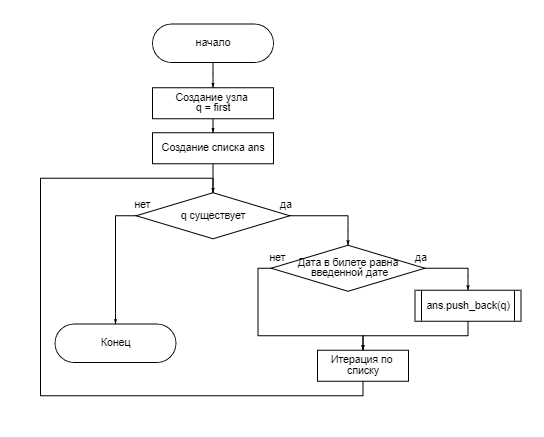 начало
Создание узла
q = first
Создание списка ans
нет
да
q существует
нет
да
Дата в билете равна
введенной дате
ans.push_back(q)
Конец
Итерация по
списку